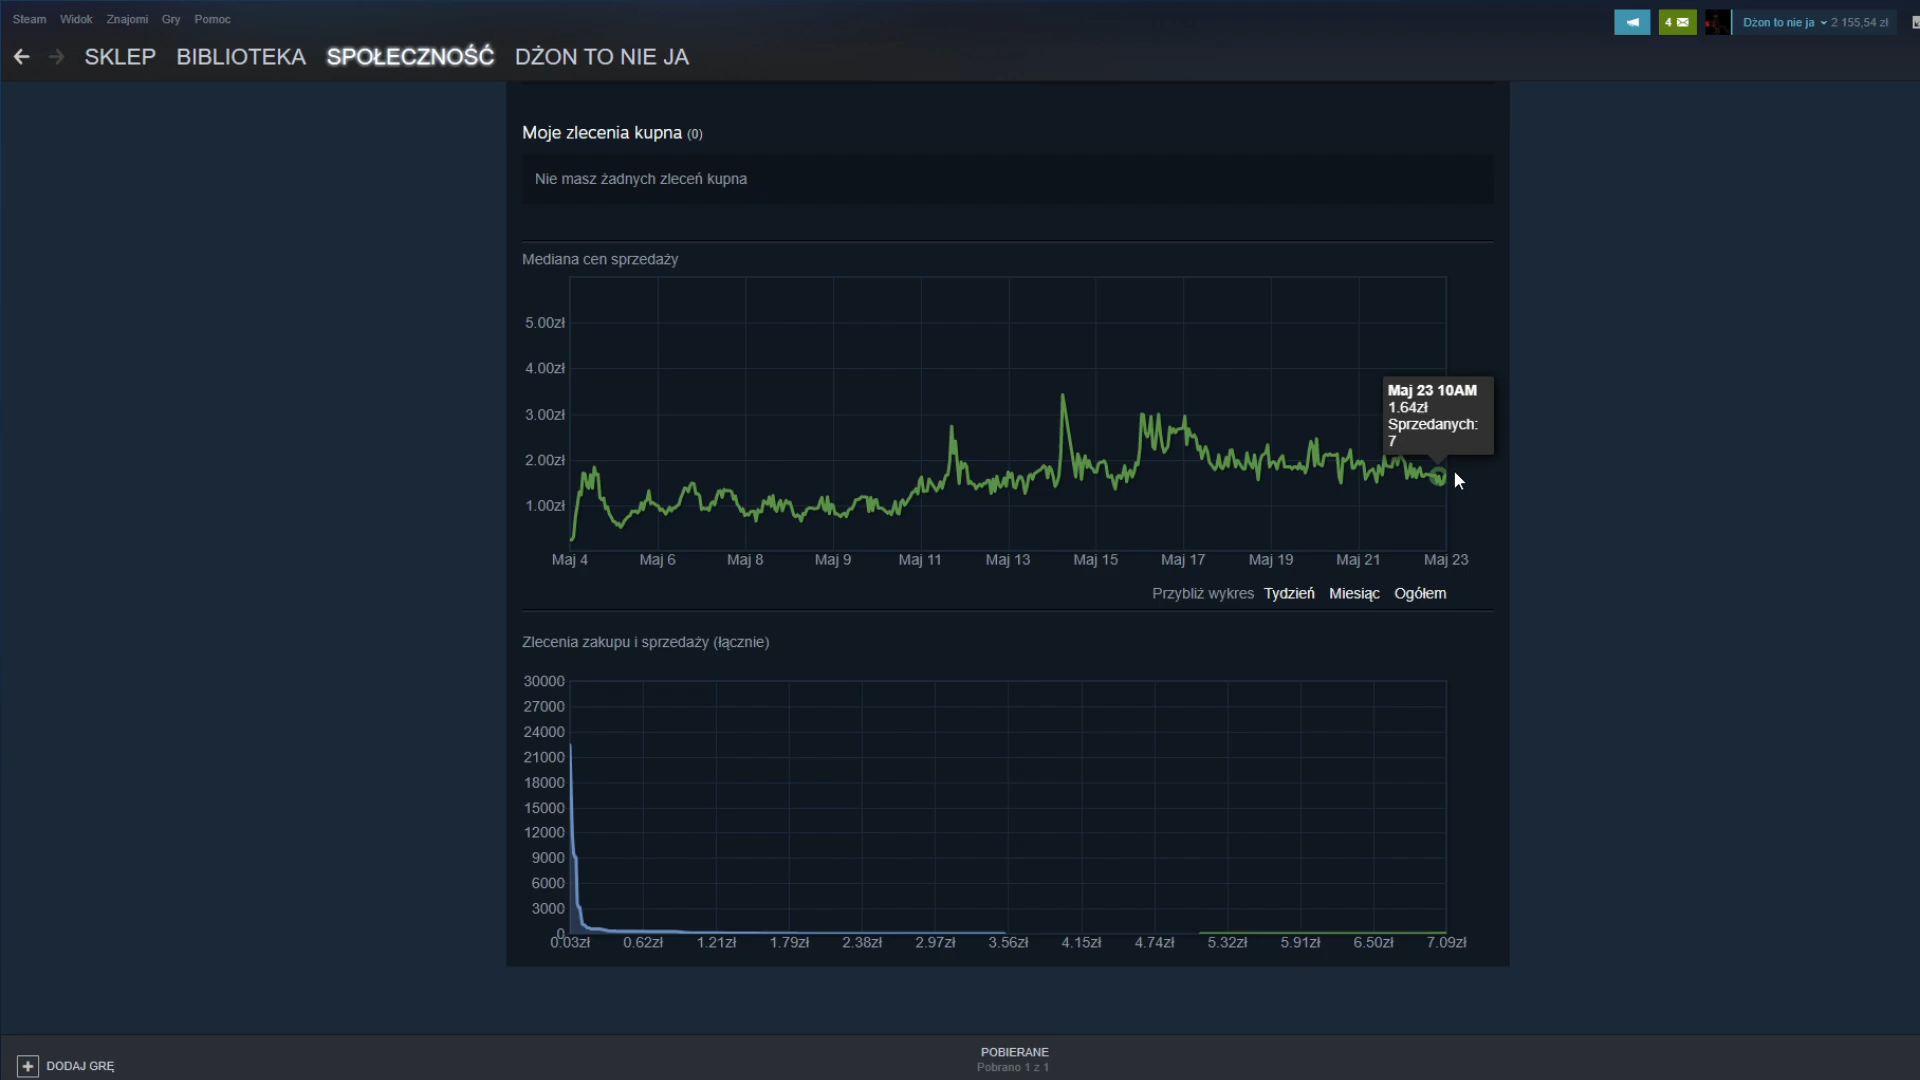 Steam Widok Znajomi Gry Pomoc
4 Dżon to nie ja 2 155,54 zł
SKLEP BIBLIOTEKA SPOŁECZNOŚĆ DŻON TO NIE JA
Moje zlecenia kupna (0)
Nie masz żadnych zleceń kupna
Mediana cen sprzedaży
5.00zł
4.00zł
3.00zł
2.00zł
1.00zł
Maj 23 10AM
1.64zł
Sprzedanych:
7
Maj 4 Maj 6 Maj 8 Maj 9 Maj 11 Maj 13 Maj 15 Maj 17 Maj 19 Maj 21 Maj 23
Przybliż wykres Tydzień Miesiąc Ogółem
Zlecenia zakupu i sprzedaży (łącznie)
30000
27000
24000
21000
18000
15000
12000
9000
6000
3000
0
0.03zł 0.62zł 1.21zł 1.79zł 2.38zł 2.97zł 3.56zł 4.15zł 4.74zł 5.32zł 5.91zł 6.50zł 7.09zł
DODAJ GRĘ
POBIERANE
Pobrano 1 z 1